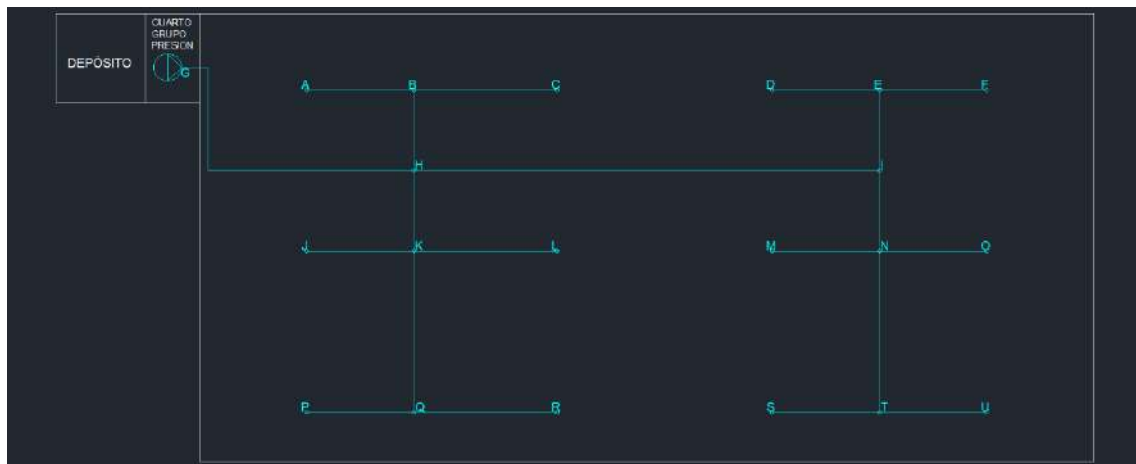 CUARTO
GRUPO
PRESION
DEPÓSITO
G
A B C D E F
H I
J K L M N O
P Q R S T U